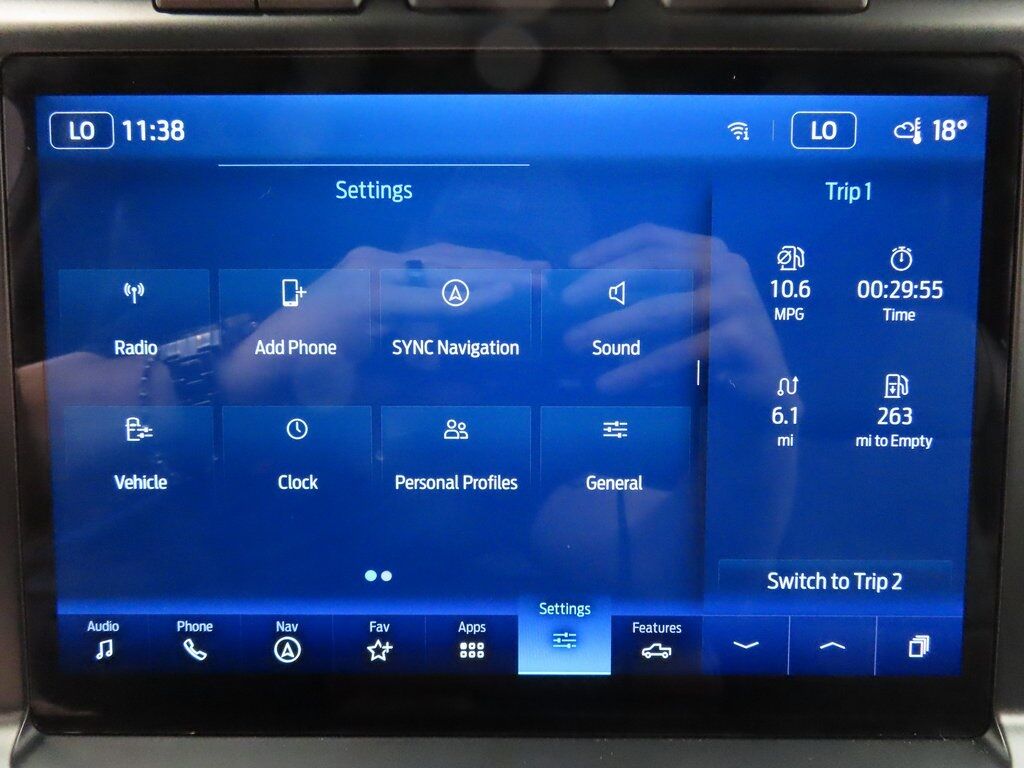 LO 11:38 LO 18°
Settings
Radio
Add Phone
SYNC Navigation
Sound
Vehicle
Clock
Personal Profiles
General
Trip 1
10.6
MPG
00:29:55
Time
6.1
mi
263
mi to Empty
Switch to Trip 2
Audio
Phone
Nav
Fav
Apps
Settings
Features